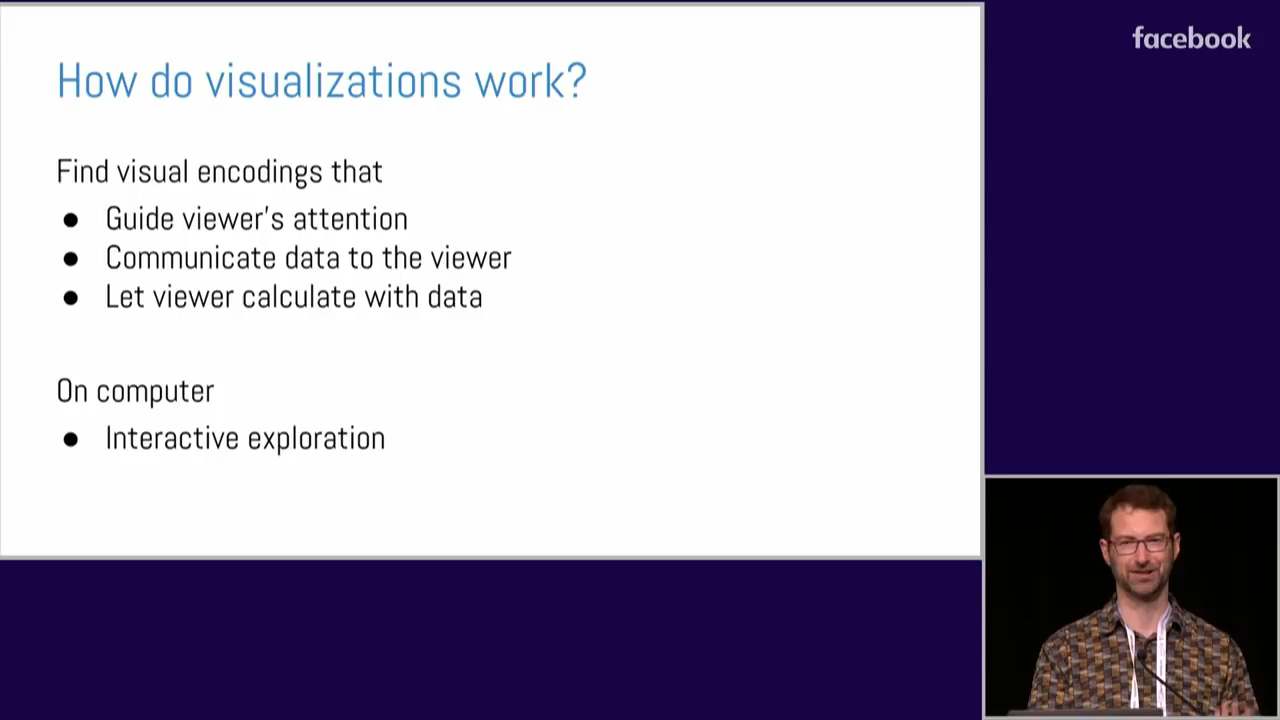 facebook
How do visualizations work?
Find visual encodings that
● Guide viewer's attention
● Communicate data to the viewer
● Let viewer calculate with data
On computer
● Interactive exploration